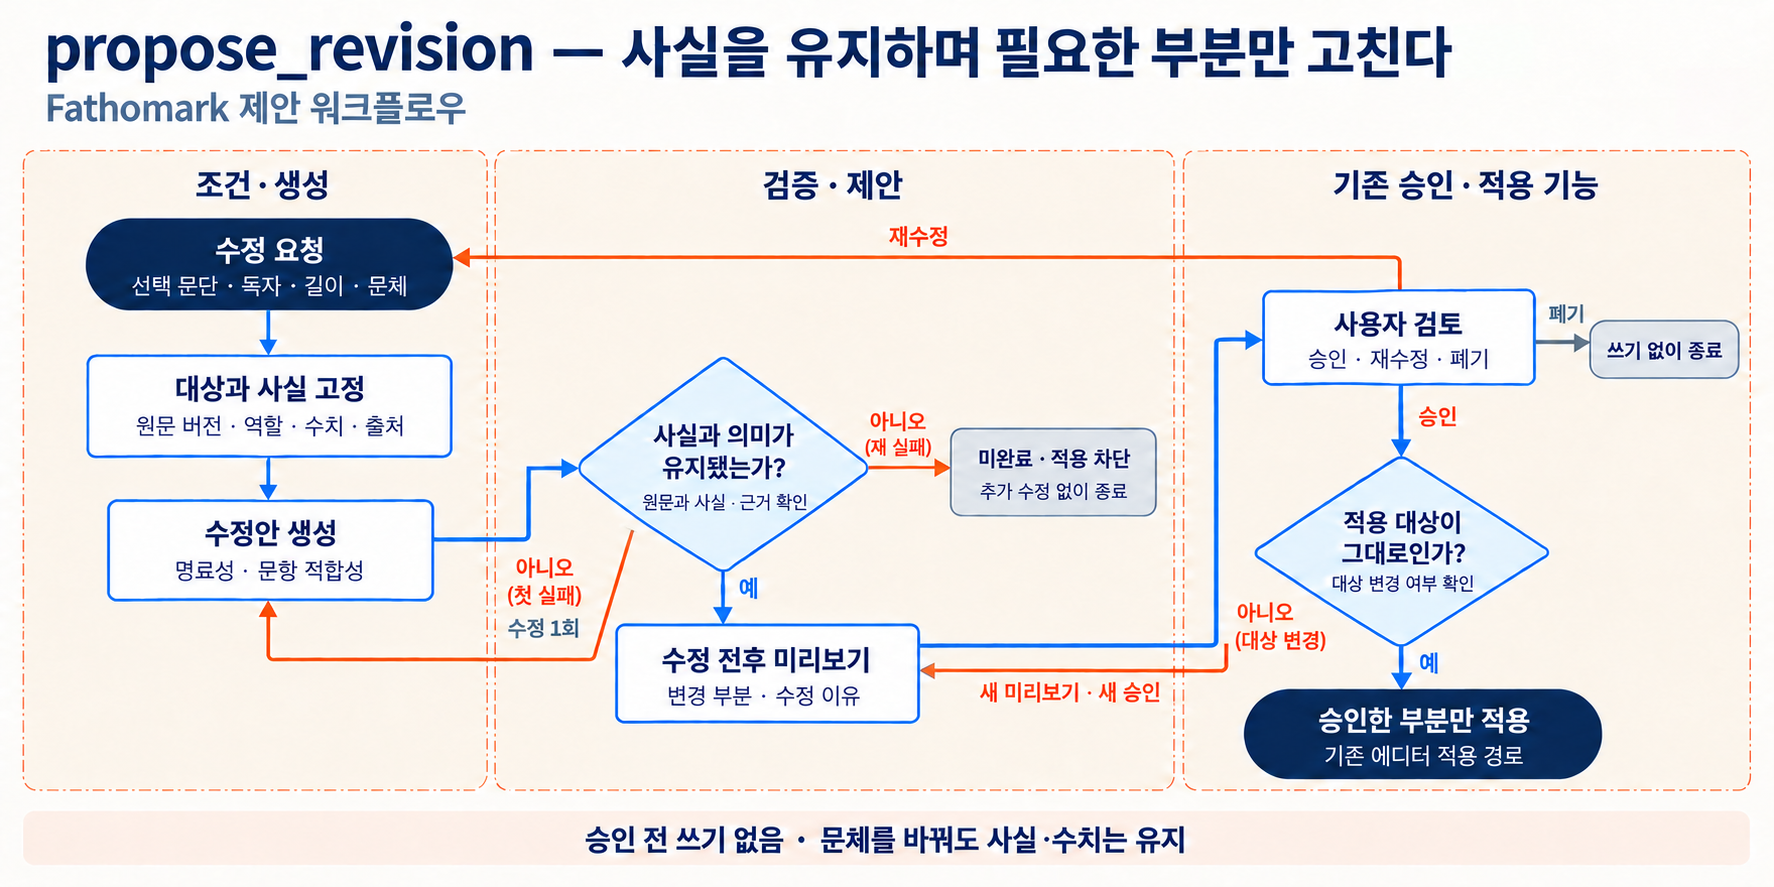 propose_revision — 사실을 유지하며 필요한 부분만 고친다
Fathomark 제안 워크플로우
조건 · 생성
수정 요청
선택 문단 · 독자 · 길이 · 문체
대상과 사실 고정
원문 버전 · 역할 · 수치 · 출처
수정안 생성
명료성 · 문항 적합성
검증 · 제안
재수정
사실과 의미가
유지됐는가?
원문과 사실 · 근거 확인
아니오
(재 실패)
미완료 · 적용 차단
추가 수정 없이 종료
아니오
(첫 실패)
수정 1회
예
수정 전후 미리보기
변경 부분 · 수정 이유
새 미리보기 · 새 승인
기존 승인 · 적용 기능
사용자 검토
승인 · 재수정 · 폐기
폐기
쓰기 없이 종료
승인
적용 대상이
그대로인가?
대상 변경 여부 확인
아니오
(대상 변경)
예
승인한 부분만 적용
기존 에디터 적용 경로
승인 전 쓰기 없음 · 문체를 바꿔도 사실 · 수치는 유지